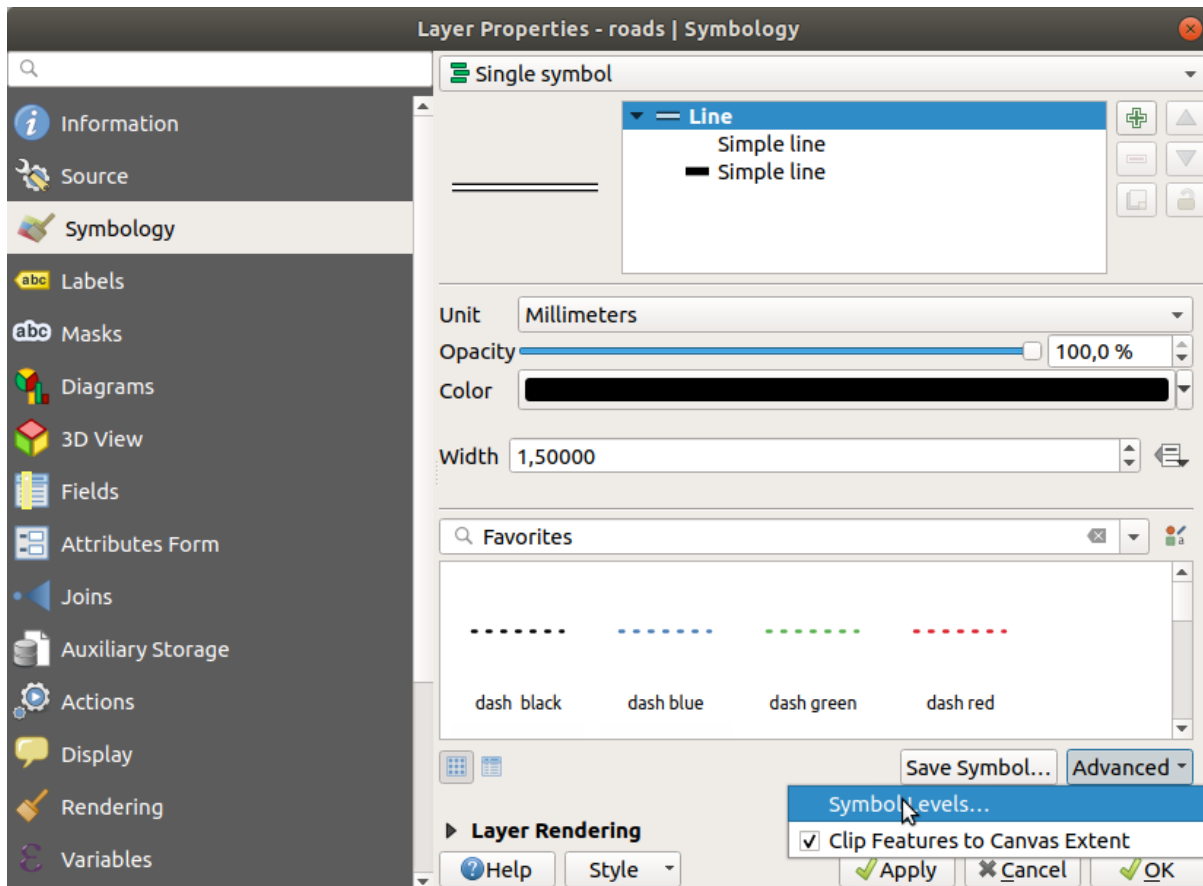 Layer Properties - roads | Symbology
Information
Source
Symbology
abc Labels
abc Masks
Diagrams
3D View
Fields
Attributes Form
Joins
Auxiliary Storage
Actions
Display
Rendering
Variables
Single symbol
Line
Simple line
Simple line
Unit Millimeters
Opacity 100,0 %
Color
Width 1,50000
Favorites
dash black dash blue dash green dash red
Save Symbol... Advanced
Symbol Levels...
Clip Features to Canvas Extent
Layer Rendering
Help Style Apply Cancel OK